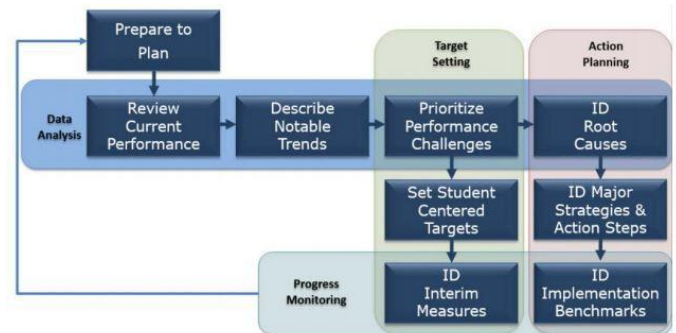 Prepare to
Plan
Target
Setting
Action
Planning
Data
Analysis
Review
Current
Performance
Describe
Notable
Trends
Prioritize
Performance
Challenges
ID
Root
Causes
Set Student
Centered
Targets
ID Major
Strategies &
Action Steps
Progress
Monitoring
ID
Interim
Measures
ID
Implementation
Benchmarks